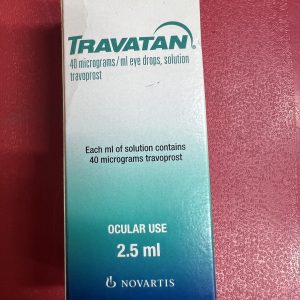 TRAVATAN®
40 micrograms/ml eye drops, solution
travoprost
Each ml of solution contains
40 micrograms travoprost
OCULAR USE
2.5 ml
NOVARTIS